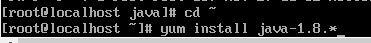 [root@localhost java]# cd ~
[root@localhost ~]# yum install java-1.8.*